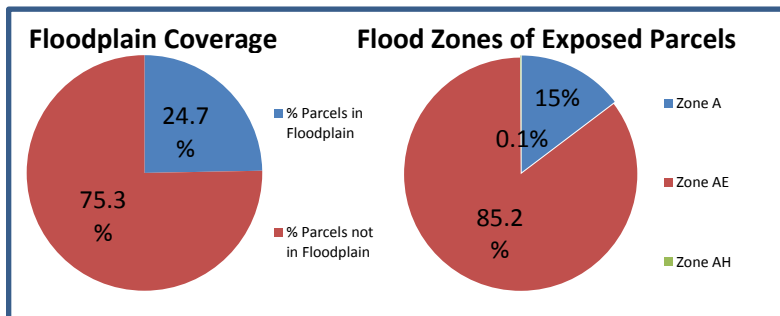 Floodplain Coverage
24.7
%
75.3
%
% Parcels in
Floodplain
% Parcels not
in Floodplain
Flood Zones of Exposed Parcels
15%
0.1%
85.2
%
Zone A
Zone AE
Zone AH